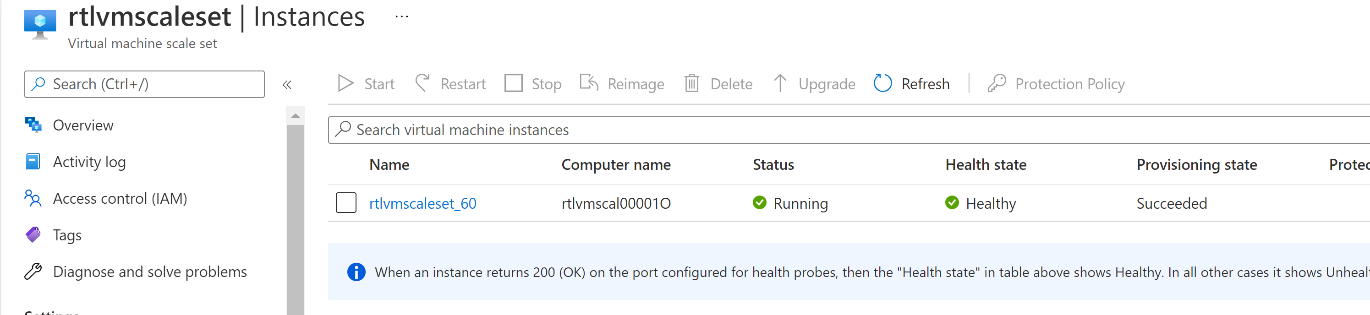 rtlvmscaleset | Instances ...
Virtual machine scale set
Search (Ctrl+/) «
Start Restart Stop Reimage Delete Upgrade Refresh Protection Policy
Overview
Search virtual machine instances
Activity log
Name Computer name Status Health state Provisioning state Protec
Access control (IAM)
rtlvmscaleset_60 rtlvmscal00001O Running Healthy Succeeded
Tags
Diagnose and solve problems
When an instance returns 200 (OK) on the port configured for health probes, then the "Health state" in table above shows Healthy. In all other cases it shows Unhealt
Settings